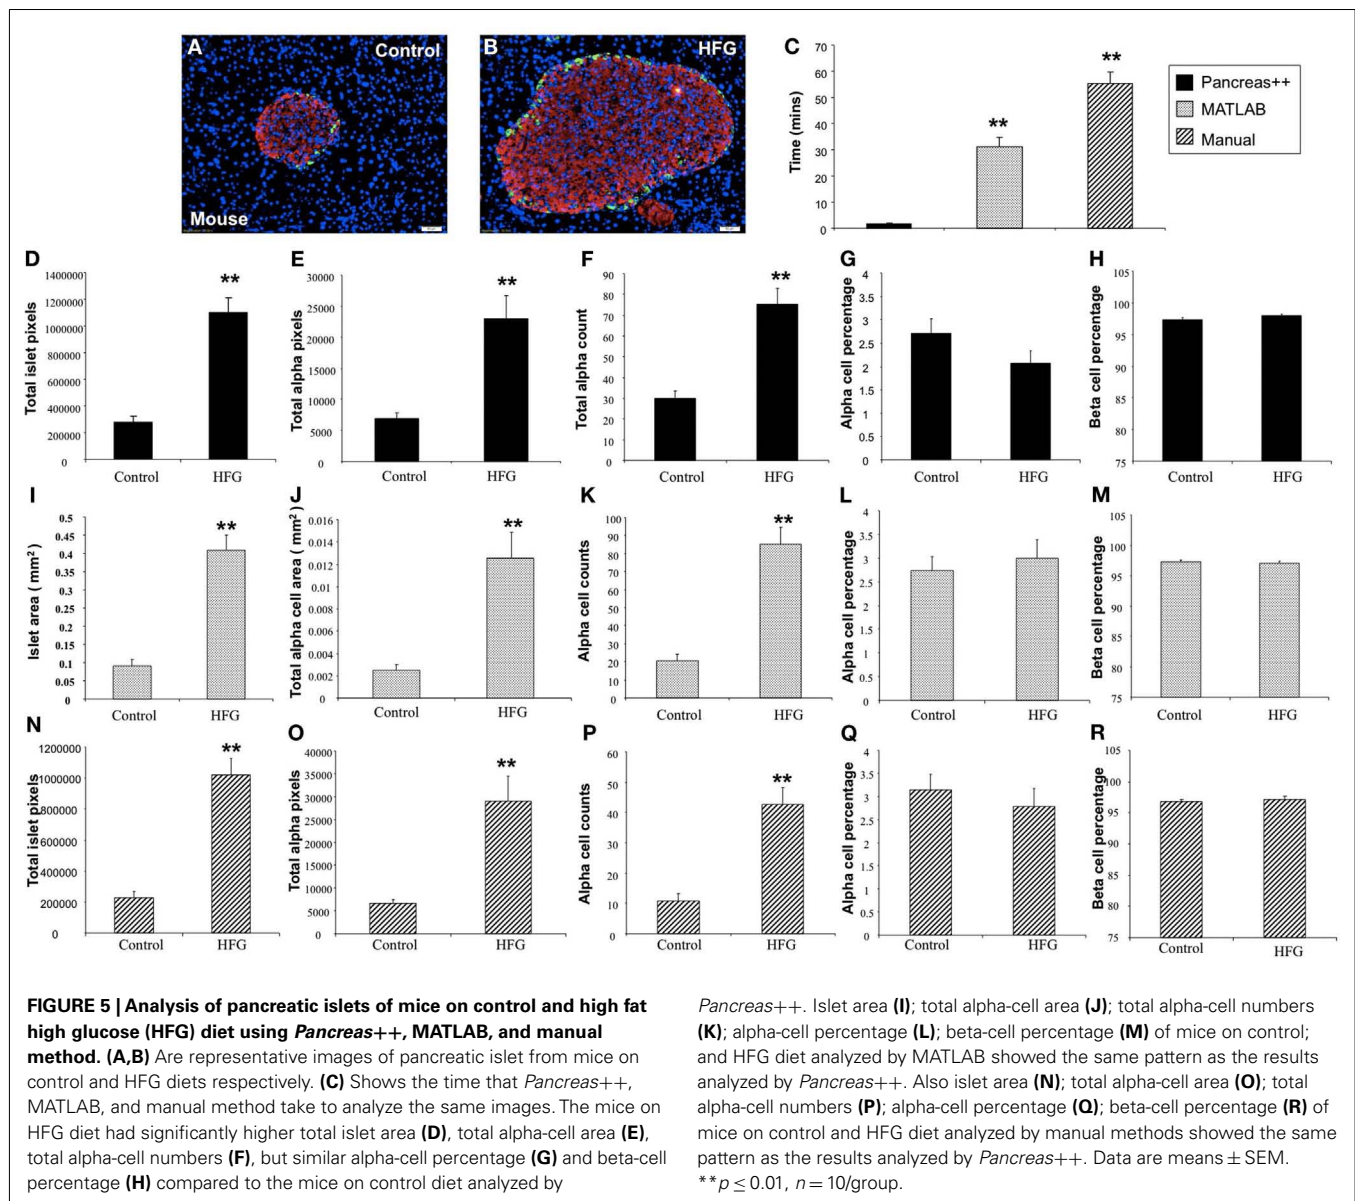 A
Control
Mouse
B
HFG
C
Time (mins)
70
60
50
40
30
20
10
0
**
**
Pancreas++
MATLAB
Manual
D
Total islet pixels
1400000
1200000
1000000
800000
600000
400000
200000
0
**
Control
HFG
E
Total alpha pixels
30000
25000
20000
15000
10000
5000
0
**
Control
HFG
F
Total alpha count
90
80
70
60
50
40
30
20
10
0
**
Control
HFG
G
Alpha cell percentage
4
3.5
3
2.5
2
1.5
1
0.5
0
Control
HFG
H
Beta cell percentage
105
100
95
90
85
80
75
Control
HFG
I
Islet area ( mm²)
0.5
0.45
0.4
0.35
0.3
0.25
0.2
0.15
0.1
0.05
0
**
Control
HFG
J
Total alpha cell area ( mm²)
0.016
0.014
0.012
0.01
0.008
0.006
0.004
0.002
0
**
Control
HFG
K
Alpha cell counts
100
90
80
70
60
50
40
30
20
10
0
**
Control
HFG
L
Alpha cell percentage
4
3.5
3
2.5
2
1.5
1
0.5
0
Control
HFG
M
Beta cell percentage
105
100
95
90
85
80
75
Control
HFG
N
Total islet pixels
1200000
1000000
800000
600000
400000
200000
0
**
Control
HFG
O
Total alpha pixels
40000
35000
30000
25000
20000
15000
10000
5000
0
**
Control
HFG
P
Alpha cell counts
60
50
40
30
20
10
0
**
Control
HFG
Q
Alpha cell percentage
4
3.5
3
2.5
2
1.5
1
0.5
0
Control
HFG
R
Beta cell percentage
105
100
95
90
85
80
75
Control
HFG
FIGURE 5 | Analysis of pancreatic islets of mice on control and high fat
high glucose (HFG) diet using Pancreas++, MATLAB, and manual
method. (A,B) Are representative images of pancreatic islet from mice on
control and HFG diets respectively. (C) Shows the time that Pancreas++,
MATLAB, and manual method take to analyze the same images. The mice on
HFG diet had significantly higher total islet area (D), total alpha-cell area (E),
total alpha-cell numbers (F), but similar alpha-cell percentage (G) and beta-cell
percentage (H) compared to the mice on control diet analyzed by
Pancreas++. Islet area (I); total alpha-cell area (J); total alpha-cell numbers
(K); alpha-cell percentage (L); beta-cell percentage (M) of mice on control;
and HFG diet analyzed by MATLAB showed the same pattern as the results
analyzed by Pancreas++. Also islet area (N); total alpha-cell area (O); total
alpha-cell numbers (P); alpha-cell percentage (Q); beta-cell percentage (R) of
mice on control and HFG diet analyzed by manual methods showed the same
pattern as the results analyzed by Pancreas++. Data are means ± SEM.
**p ≤ 0.01, n = 10/group.